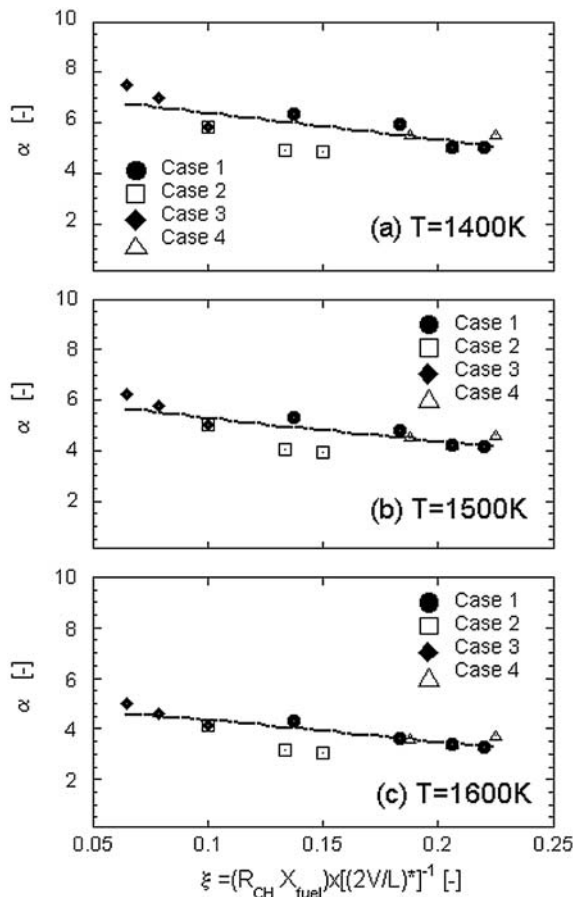 10
8
6
4
2
α [-]
Case 1
Case 2
Case 3
Case 4
(a) T=1400K
10
8
6
4
2
α [-]
Case 1
Case 2
Case 3
Case 4
(b) T=1500K
10
8
6
4
2
α [-]
Case 1
Case 2
Case 3
Case 4
(c) T=1600K
0.05 0.1 0.15 0.2 0.25
ξ =(R_CH X_fuel)x[(2V/L)*]^-1 [-]